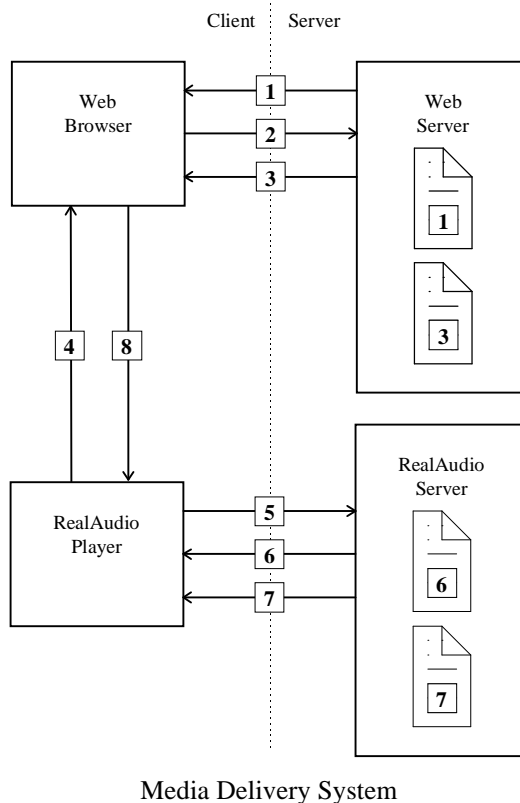 Client Server
Web
Browser
Web
Server
1
2
3
1
3
4
8
RealAudio
Player
RealAudio
Server
5
6
7
6
7
Media Delivery System